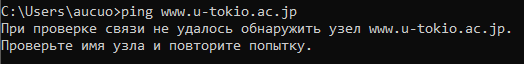 C:\Users\aucuo>ping www.u-tokio.ac.jp
При проверке связи не удалось обнаружить узел www.u-tokio.ac.jp.
Проверьте имя узла и повторите попытку.